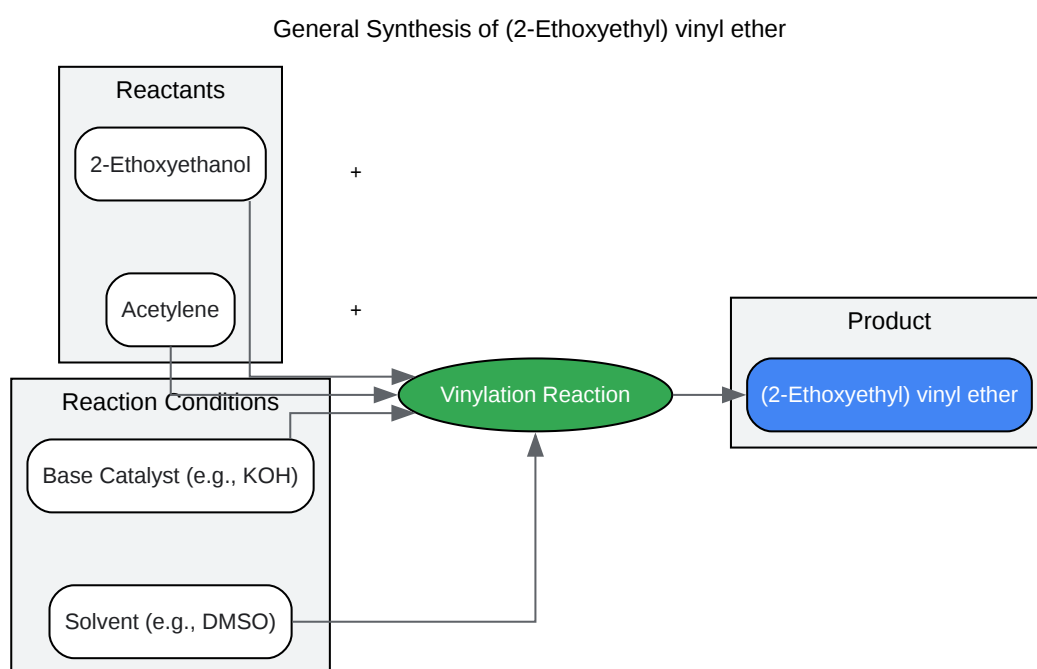 General Synthesis of (2-Ethoxyethyl) vinyl ether
Reactants
2-Ethoxyethanol
+
Acetylene
+
Reaction Conditions
Base Catalyst (e.g., KOH)
Solvent (e.g., DMSO)
Vinylation Reaction
Product
(2-Ethoxyethyl) vinyl ether